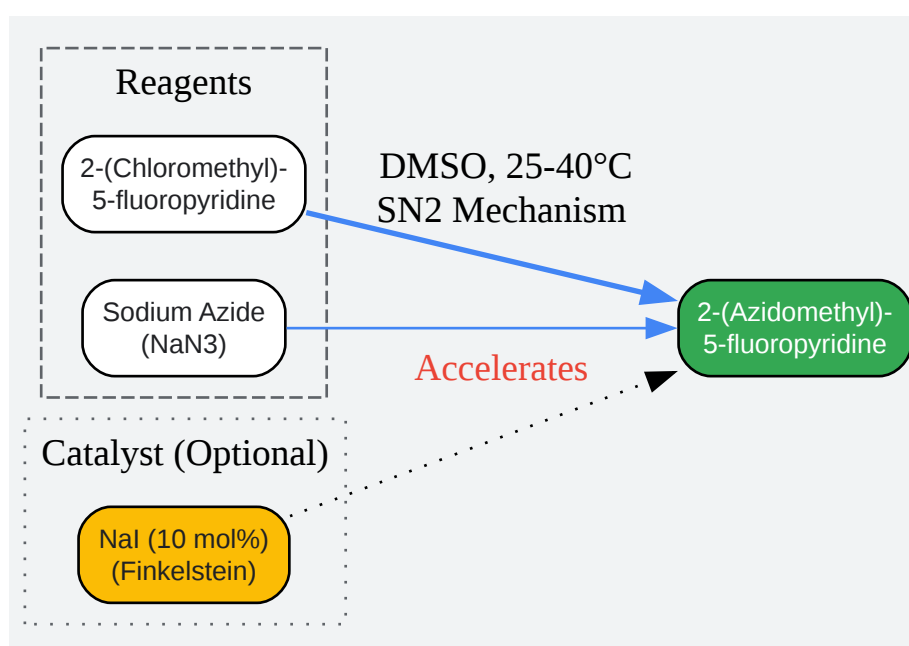 Reagents
2-(Chloromethyl)-
5-fluoropyridine
DMSO, 25-40°C
SN2 Mechanism
Sodium Azide
(NaN3)
2-(Azidomethyl)-
5-fluoropyridine
Accelerates
Catalyst (Optional)
NaI (10 mol%)
(Finkelstein)